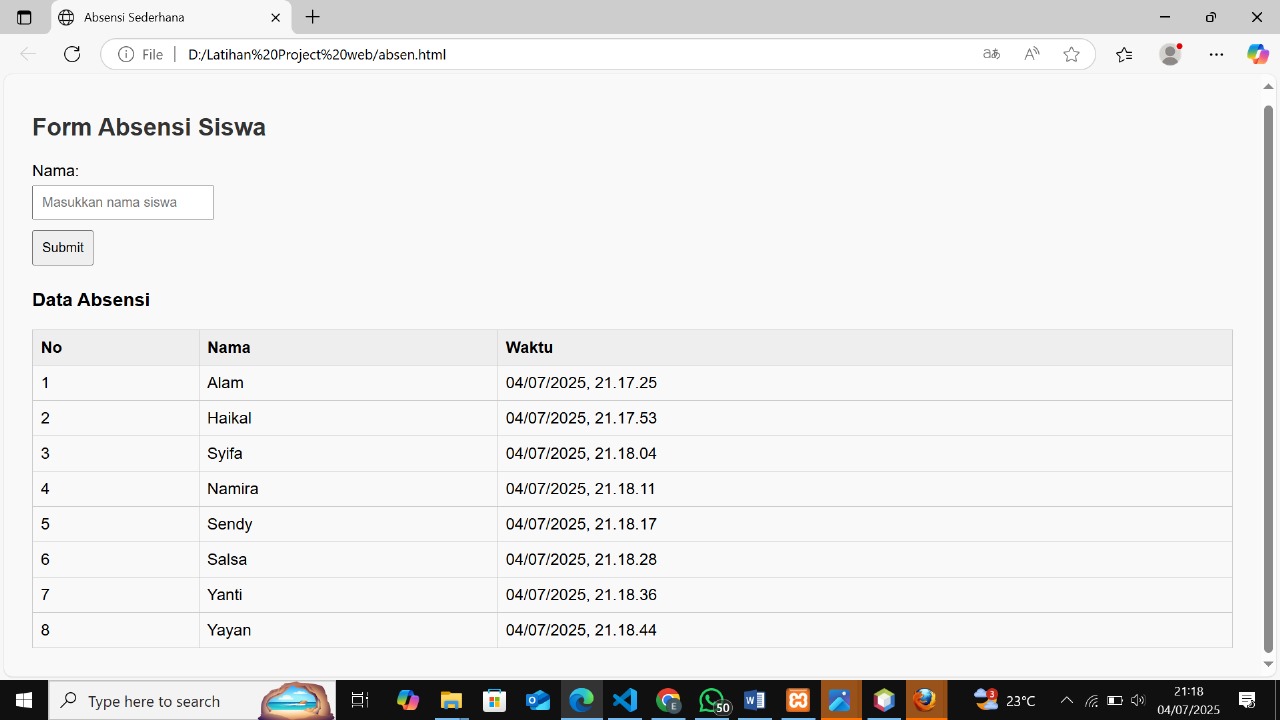 Absensi Sederhana
File D:/Latihan%20Project%20web/absen.html
Form Absensi Siswa
Nama:
Masukkan nama siswa
Submit
Data Absensi
No Nama Waktu
1 Alam 04/07/2025, 21.17.25
2 Haikal 04/07/2025, 21.17.53
3 Syifa 04/07/2025, 21.18.04
4 Namira 04/07/2025, 21.18.11
5 Sendy 04/07/2025, 21.18.17
6 Salsa 04/07/2025, 21.18.28
7 Yanti 04/07/2025, 21.18.36
8 Yayan 04/07/2025, 21.18.44
Type here to search 50 3 23°C 21:18
04/07/2025